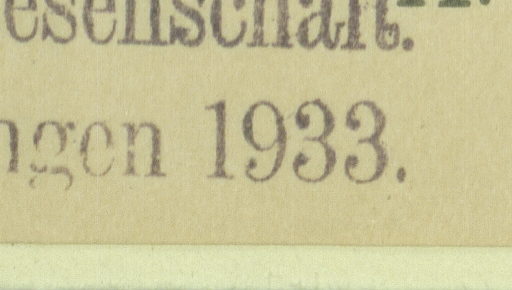 esellschaft.
ngen 1933.